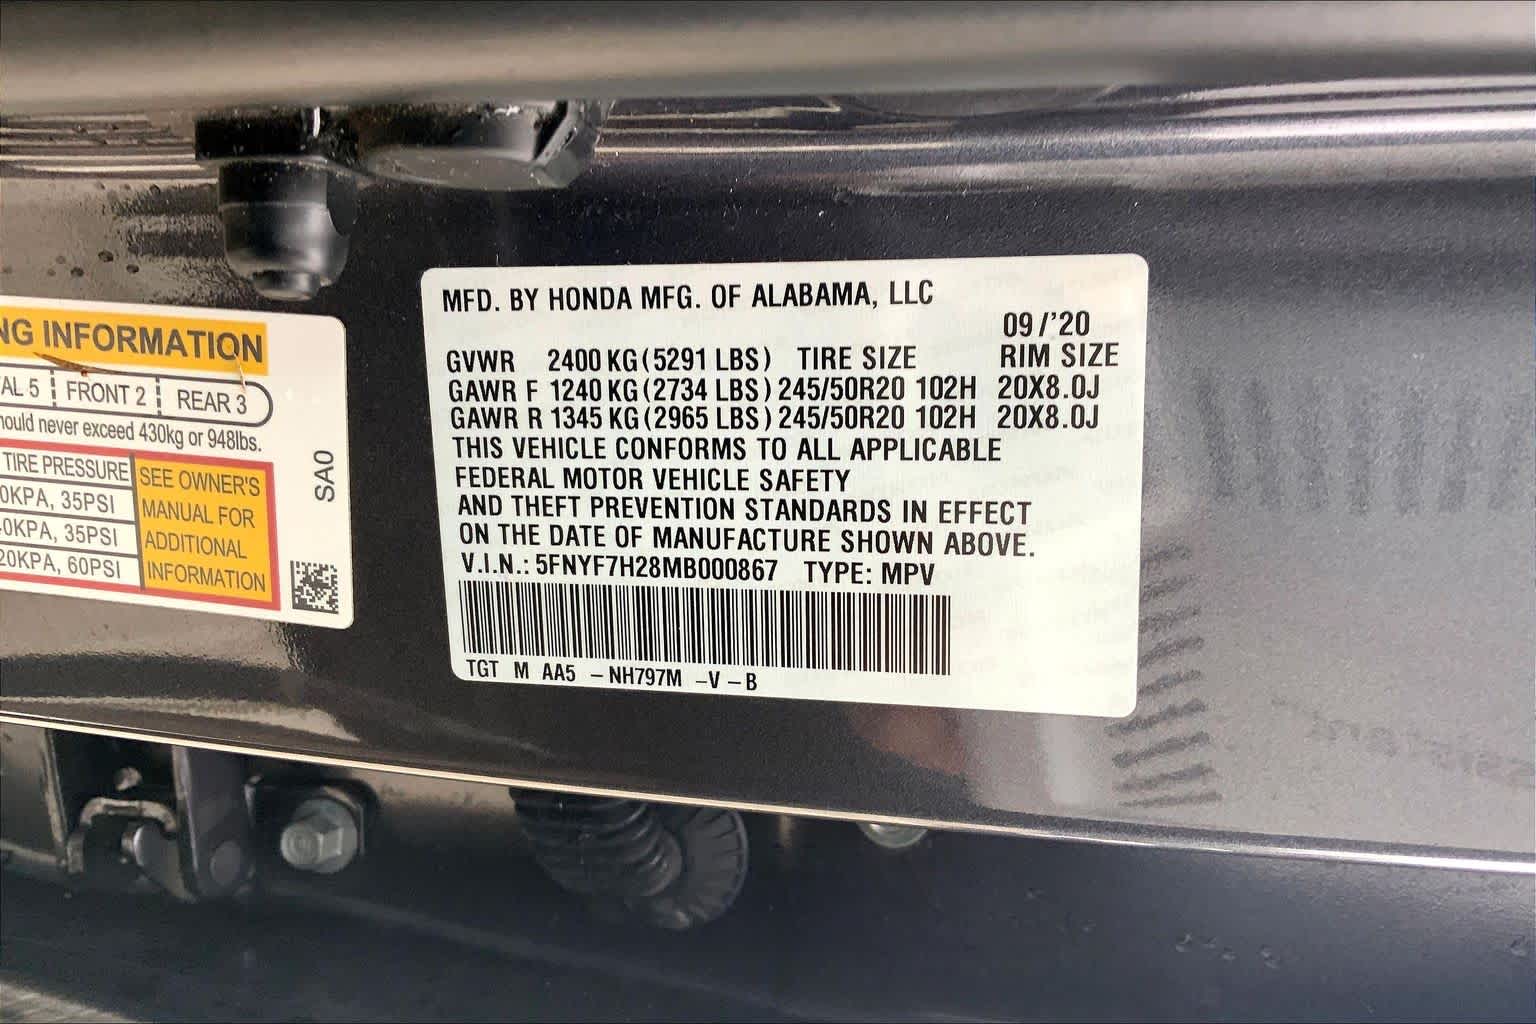 NG INFORMATION
AL 5 FRONT 2 REAR 3
should never exceed 430kg or 948lbs.
TIRE PRESSURE
0KPA, 35PSI
0KPA, 35PSI
20KPA, 60PSI
SEE OWNER'S
MANUAL FOR
ADDITIONAL
INFORMATION
SA0
MFD. BY HONDA MFG. OF ALABAMA, LLC
09/'20
GVWR 2400 KG (5291 LBS) TIRE SIZE RIM SIZE
GAWR F 1240 KG (2734 LBS) 245/50R20 102H 20X8.0J
GAWR R 1345 KG (2965 LBS) 245/50R20 102H 20X8.0J
THIS VEHICLE CONFORMS TO ALL APPLICABLE
FEDERAL MOTOR VEHICLE SAFETY
AND THEFT PREVENTION STANDARDS IN EFFECT
ON THE DATE OF MANUFACTURE SHOWN ABOVE.
V.I.N.: 5FNYF7H28MB000867 TYPE: MPV
TGT M AA5 -NH797M -V -B